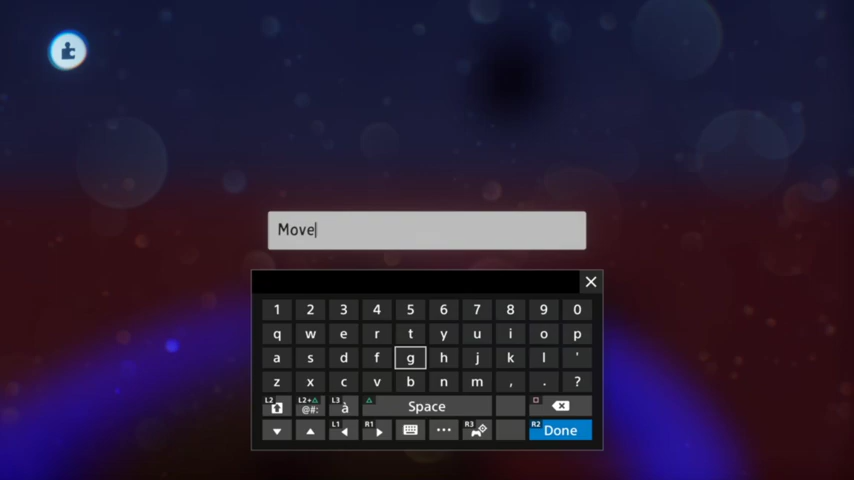 Move
1 2 3 4 5 6 7 8 9 0
q w e r t y u i o p
a s d f g h j k l '
z x c v b n m , . ?
L2 L2+△ @#: L3 à △ Space □
L1 R1 ... R3 R2 Done